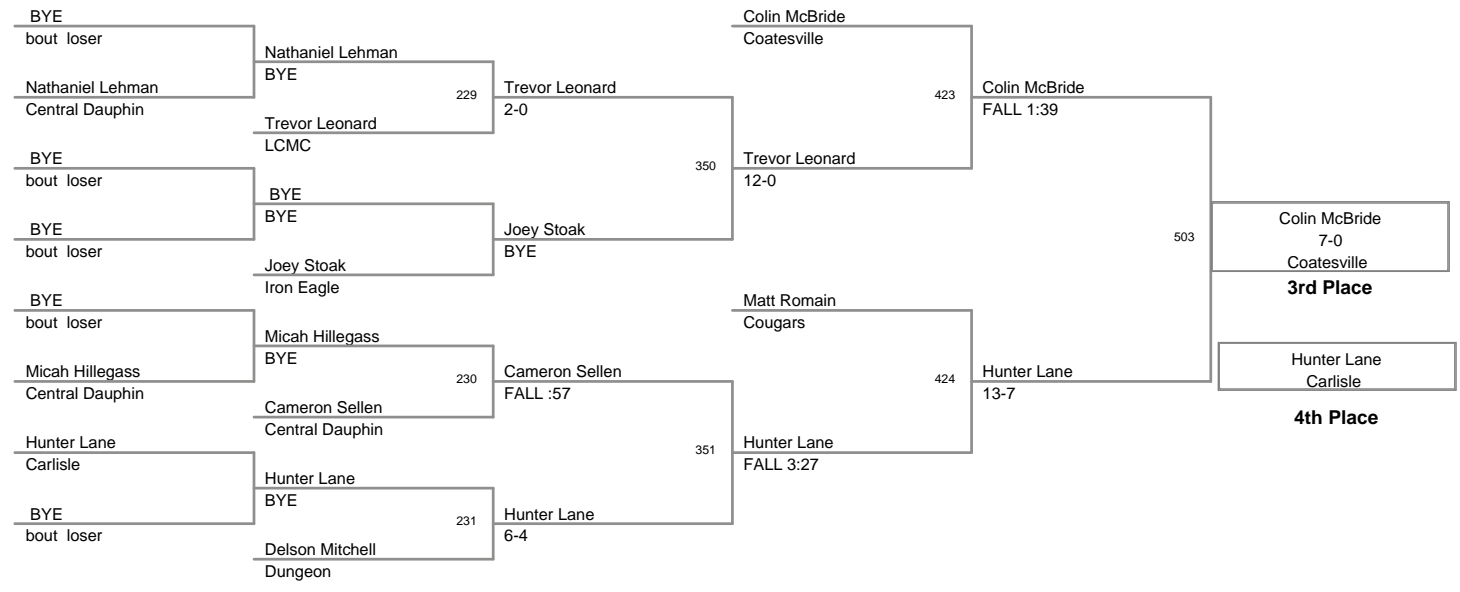 BYE
bout loser
Nathaniel Lehman
Central Dauphin
BYE
bout loser
BYE
bout loser
BYE
bout loser
Micah Hillegass
Central Dauphin
Hunter Lane
Carlisle
BYE
bout loser
Nathaniel Lehman
BYE
229
Trevor Leonard
LCMC
BYE
BYE
Joey Stoak
Iron Eagle
Micah Hillegass
BYE
230
Cameron Sellen
Central Dauphin
Hunter Lane
BYE
231
Delson Mitchell
Dungeon
Trevor Leonard
2-0
350
Joey Stoak
BYE
Cameron Sellen
FALL :57
351
Hunter Lane
6-4
Colin McBride
Coatesville
423
Trevor Leonard
12-0
Matt Romain
Cougars
424
Hunter Lane
FALL 3:27
Colin McBride
FALL 1:39
503
Hunter Lane
13-7
Colin McBride
7-0
Coatesville
3rd Place
Hunter Lane
Carlisle
4th Place